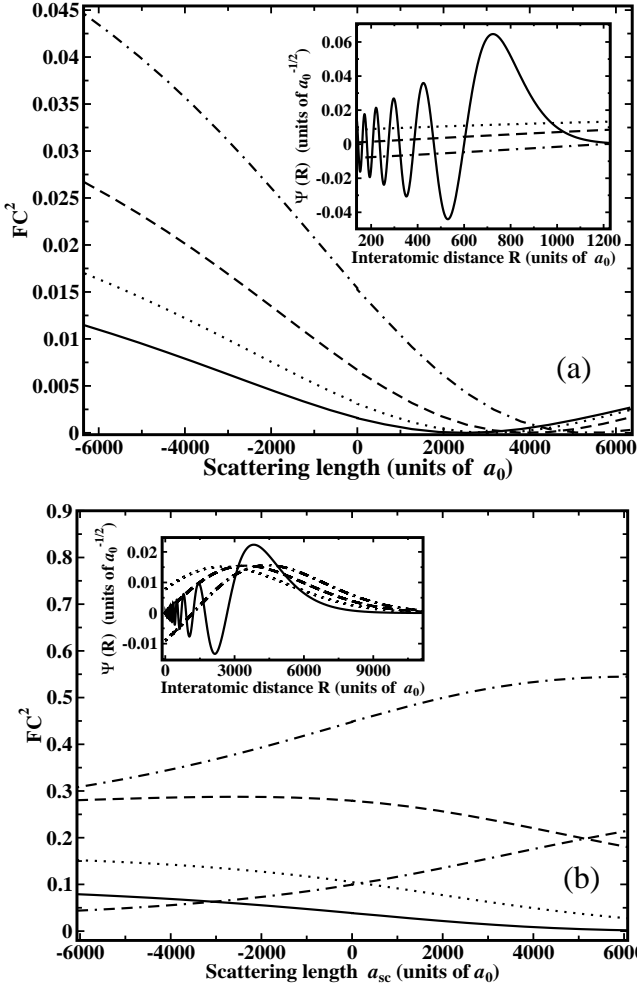 0.045
0.04
0.035
0.03
0.025
0.02
0.015
0.01
0.005
0
FC²
-6000 -4000 -2000 0 2000 4000 6000
Scattering length (units of a₀)
(a)
0.06
0.04
0.02
0
-0.02
-0.04
Ψ (R) (units of a₀⁻¹/²)
200 400 600 800 1000 1200
Interatomic distance R (units of a₀)
0.9
0.8
0.7
0.6
0.5
0.4
0.3
0.2
0.1
0
FC²
-6000 -4000 -2000 0 2000 4000 6000
Scattering length a_sc (units of a₀)
(b)
0.02
0.01
0
-0.01
Ψ (R) (units of a₀⁻¹/²)
0 3000 6000 9000
Interatomic distance R (units of a₀)